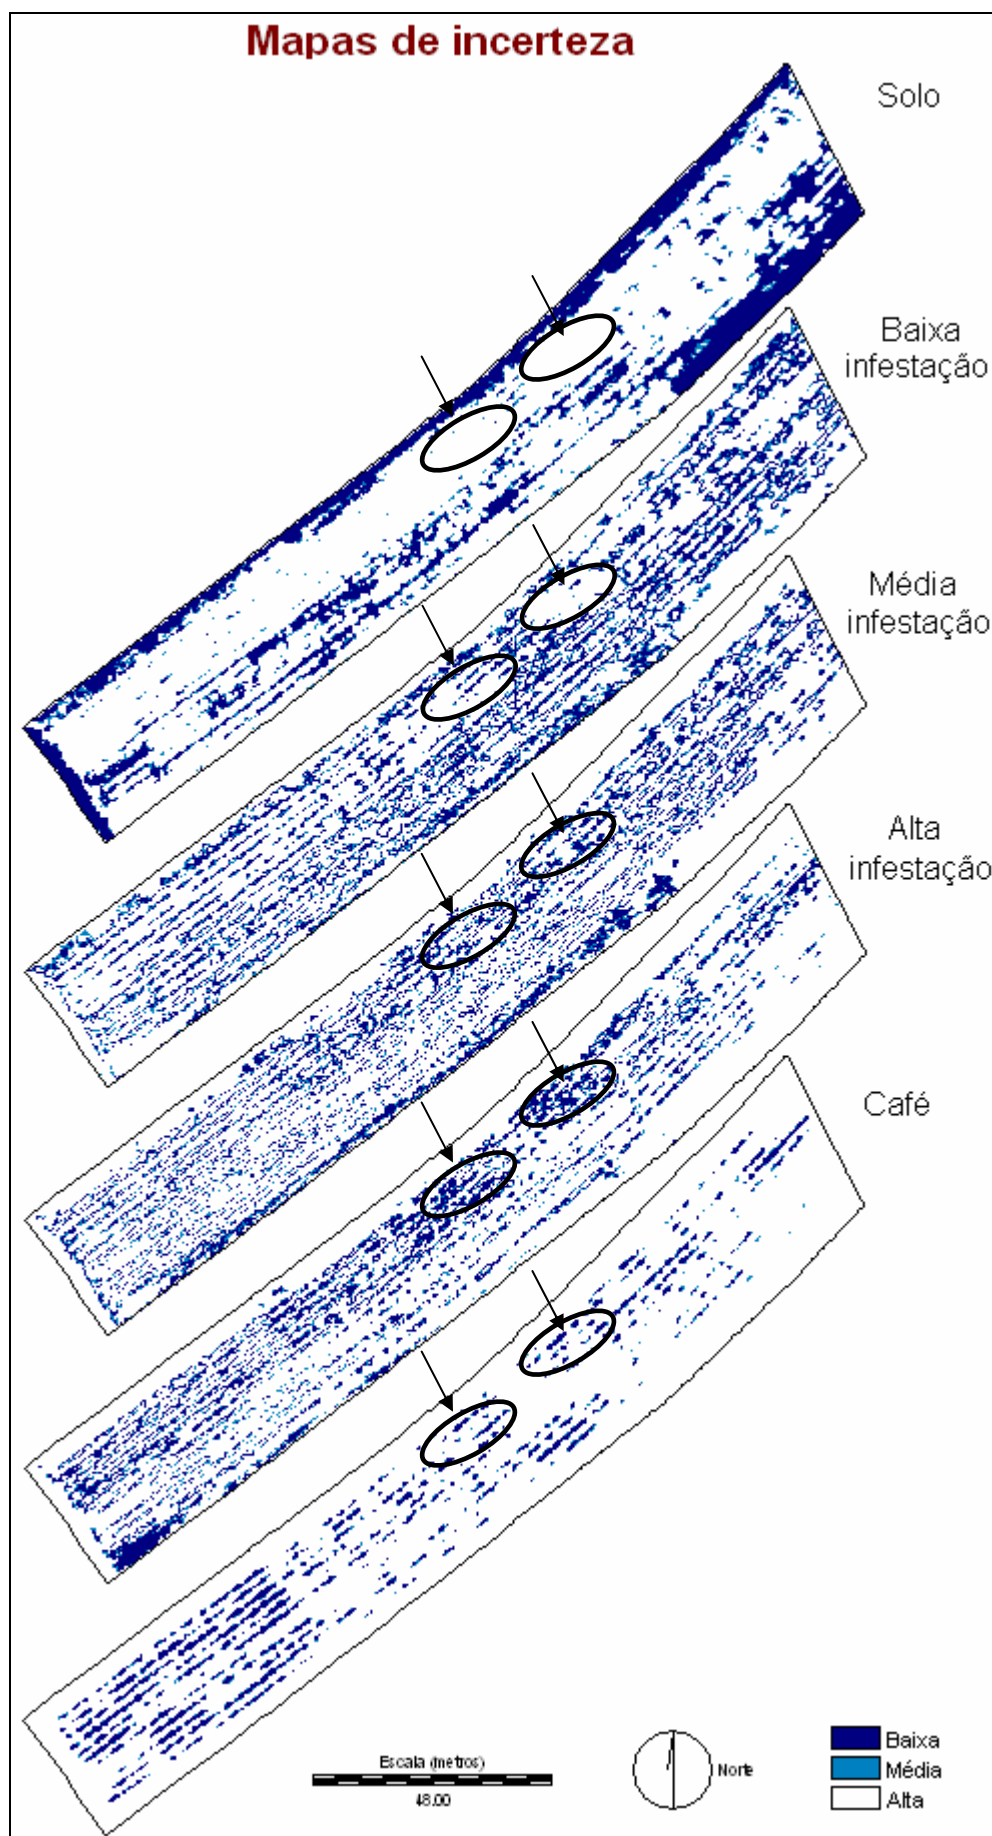 Mapas de incerteza
Solo
Baixa
infestação
Média
infestação
Alta
infestação
Café
Escala (metros)
48.00
Norte
Baixa
Média
Alta